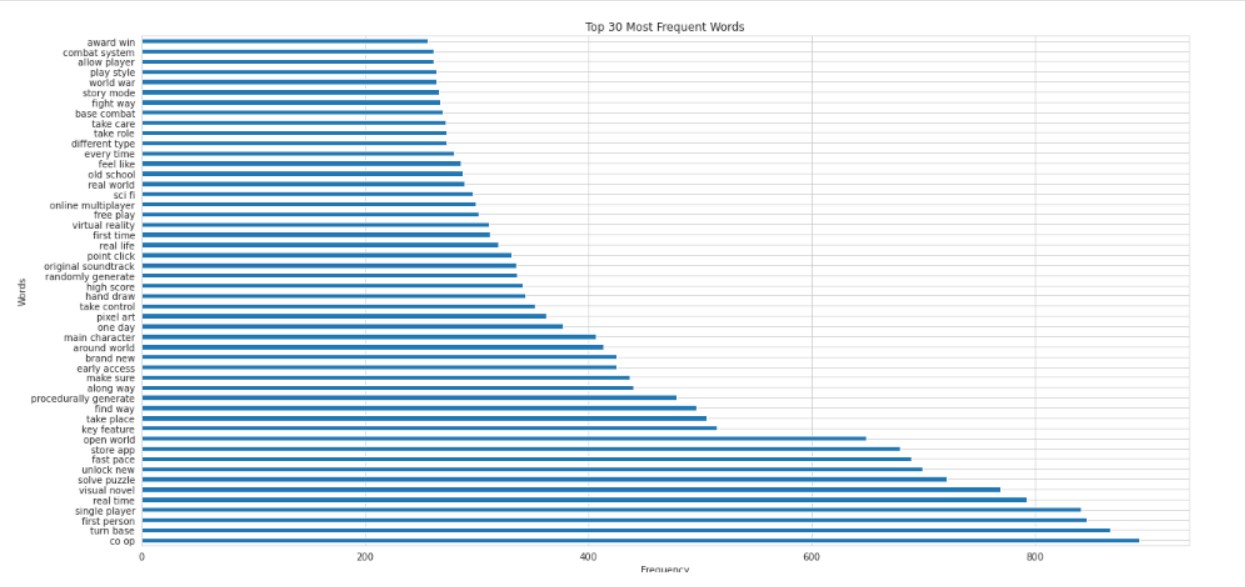 Top 30 Most Frequent Words
award win
combat system
allow player
play style
world war
story mode
fight way
base combat
take care
take role
different type
every time
feel like
old school
real world
sci fi
online multiplayer
free play
virtual reality
first time
real life
point click
original soundtrack
randomly generate
high score
hand draw
take control
pixel art
one day
main character
around world
brand new
early access
make sure
along way
procedurally generate
find way
take place
key feature
open world
store app
fast pace
unlock new
solve puzzle
visual novel
real time
single player
first person
turn base
co op
Words
0 200 400 600 800
Frequency